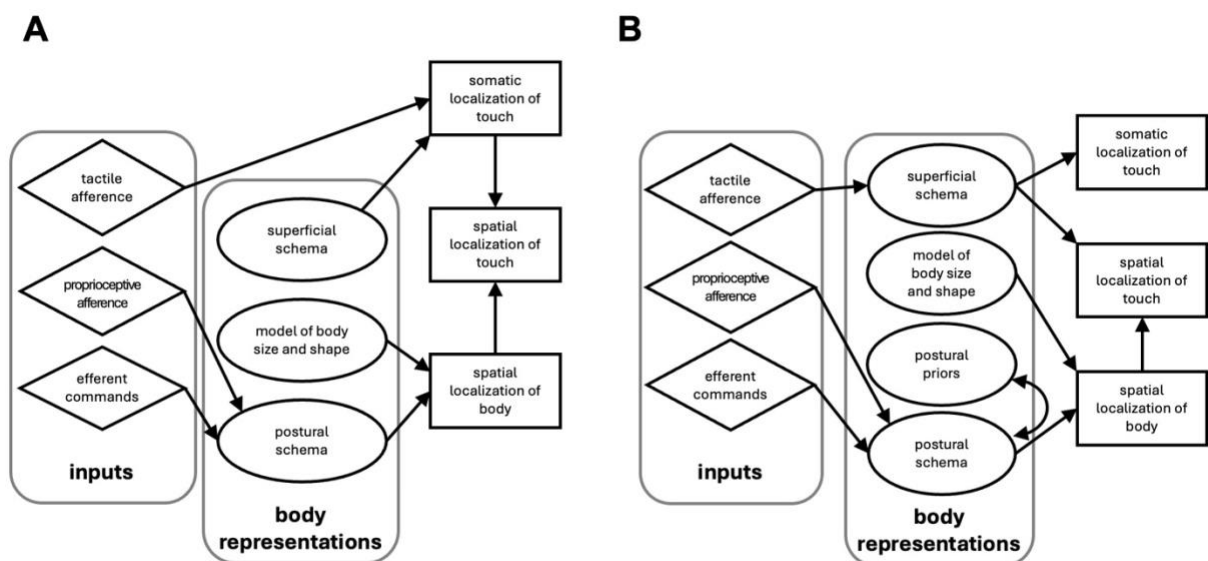 A
somatic
localization of
touch
tactile
afference
superficial
schema
spatial
localization of
touch
proprioceptive
afference
model of body
size and shape
efferent
commands
spatial
localization of
body
postural
schema
inputs
body
representations
B
somatic
localization of
touch
tactile
afference
superficial
schema
model of
body size
and shape
spatial
localization of
touch
proprioceptive
afference
postural
priors
efferent
commands
spatial
localization of
body
postural
schema
inputs
body
representations